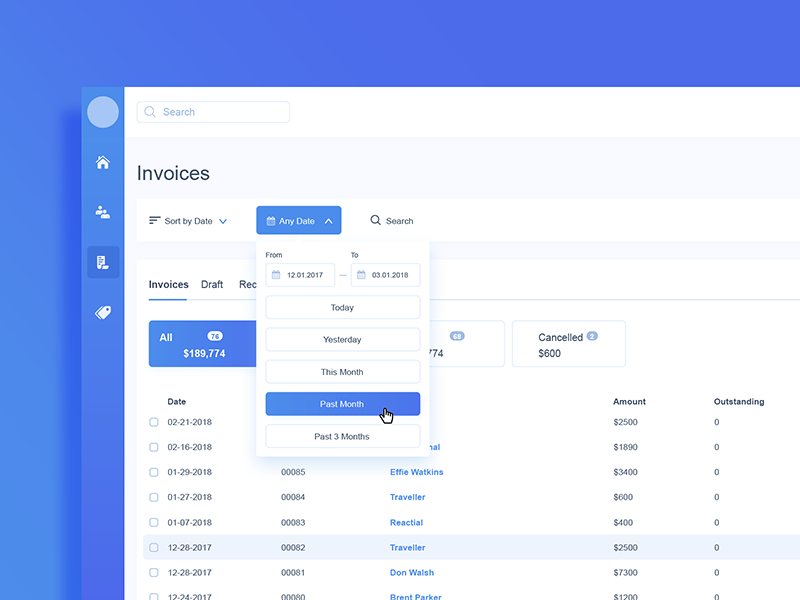 Search
Invoices
Sort by Date
Any Date
Search
From
To
12.01.2017
03.01.2018
Today
Yesterday
This Month
Past Month
Past 3 Months
Invoices
Draft
Rec
All 76
$189,774
68
774
Cancelled 2
$600
Date Amount Outstanding
02-21-2018 $2500 0
02-16-2018 nal $1890 0
01-29-2018 00085 Effie Watkins $3400 0
01-27-2018 00084 Traveller $600 0
01-07-2018 00083 Reactial $400 0
12-28-2017 00082 Traveller $2500 0
12-28-2017 00081 Don Walsh $7300 0
12-24-2017 00080 Brent Parker $1200 0